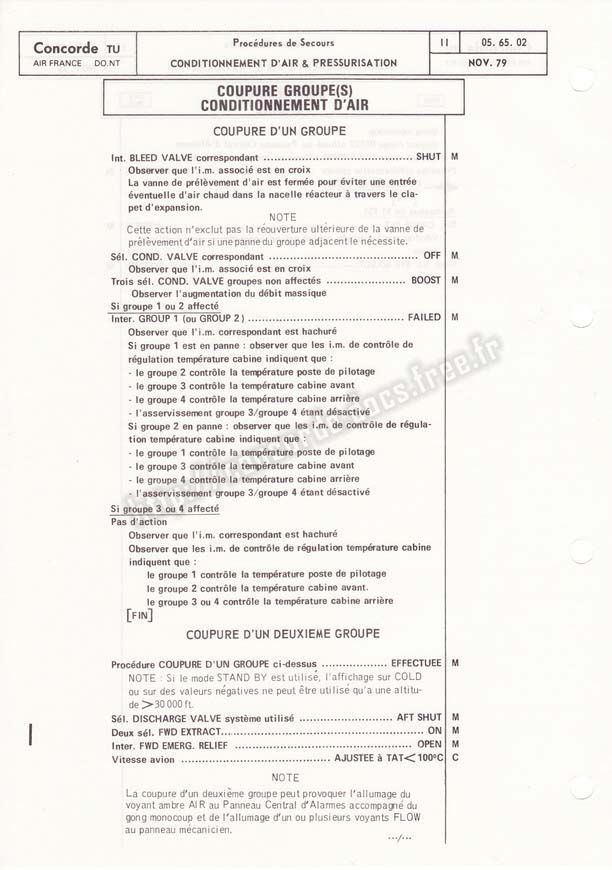 Concorde TU
AIR FRANCE DO.NT
Procédures de Secours
CONDITIONNEMENT D'AIR & PRESSURISATION
II
05. 65. 02
NOV. 79
COUPURE GROUPE(S)
CONDITIONNEMENT D'AIR
COUPURE D'UN GROUPE
Int. BLEED VALVE correspondant ........................................ SHUT M
Observer que l'i.m. associé est en croix
La vanne de prélèvement d'air est fermée pour éviter une entrée
éventuelle d'air chaud dans la nacelle réacteur à travers le cla-
pet d'expansion.
NOTE
Cette action n'exclut pas la réouverture ultérieure de la vanne de
prélèvement d'air si une panne du groupe adjacent le nécessite.
Sél. COND. VALVE correspondant ............................................... OFF M
Observer que l'i.m. associé est en croix
Trois sél. COND. VALVE groupes non affectés ..................... BOOST M
Observer l'augmentation du débit massique
Si groupe 1 ou 2 affecté
Inter. GROUP 1 (ou GROUP 2) .......................................... FAILED M
Observer que l'i.m. correspondant est hachuré
Si groupe 1 est en panne : observer que les i.m. de contrôle de
régulation température cabine indiquent que :
- le groupe 2 contrôle la température poste de pilotage
- le groupe 3 contrôle la température cabine avant
- le groupe 4 contrôle la température cabine arrière
- l'asservissement groupe 3/groupe 4 étant désactivé
Si groupe 2 en panne : observer que les i.m. de contrôle de régula-
tion température cabine indiquent que :
- le groupe 1 contrôle la température poste de pilotage
- le groupe 3 contrôle la température cabine avant
- le groupe 4 contrôle la température cabine arrière
- l'asservissement groupe 3/groupe 4 étant désactivé
Si groupe 3 ou 4 affecté
Pas d'action
Observer que l'i.m. correspondant est hachuré
Observer que les i.m. de contrôle de régulation température cabine
indiquent que :
le groupe 1 contrôle la température poste de pilotage
le groupe 2 contrôle la température cabine avant.
le groupe 3 ou 4 contrôle la température cabine arrière
[FIN]
COUPURE D'UN DEUXIEME GROUPE
Procédure COUPURE D'UN GROUPE ci-dessus .................. EFFECTUEE M
NOTE : Si le mode STAND BY est utilisé, l'affichage sur COLD
ou sur des valeurs négatives ne peut être utilisé qu'a une altitu-
de > 30 000 ft.
Sél. DISCHARGE VALVE système utilisé ......................... AFT SHUT M
Deux sél. FWD EXTRACT..................................................... ON M
Inter. FWD EMERG. RELIEF .............................................. OPEN M
Vitesse avion ................................................ AJUSTÉE à TAT < 100°C C
NOTE
La coupure d'un deuxième groupe peut provoquer l'allumage du
voyant ambre AIR au Panneau Central d'Alarmes accompagné du
gong monocoup et de l'allumage d'un ou plusieurs voyants FLOW
au panneau mécanicien.
.../...